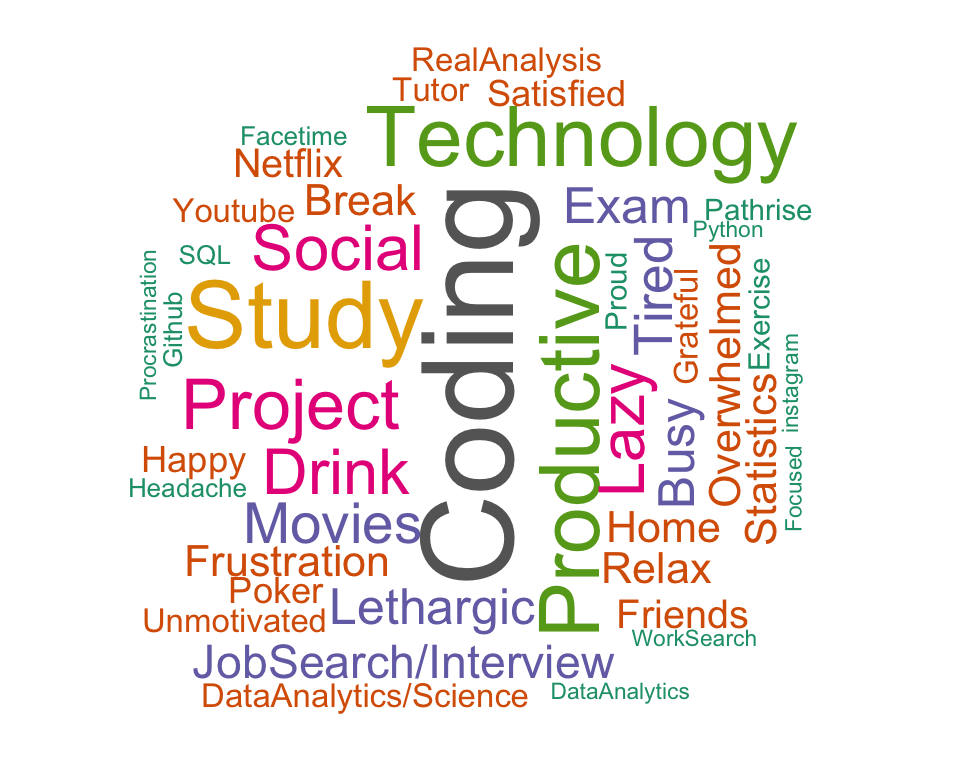 RealAnalysis
Tutor
Satisfied
Technology
Facetime
Netflix
Youtube
Break
Exam
Pathrise
Python
SQL
Social
Coding
Productive
Proud
Tired
Grateful
Overwhelmed
Exercise
Procrastination
Github
Study
Project
Lazy
Busy
Statistics
instagram
Focused
Happy
Headache
Drink
Movies
Home
Frustration
Relax
Poker
Unmotivated
Lethargic
Friends
WorkSearch
JobSearch/Interview
DataAnalytics/Science
DataAnalytics